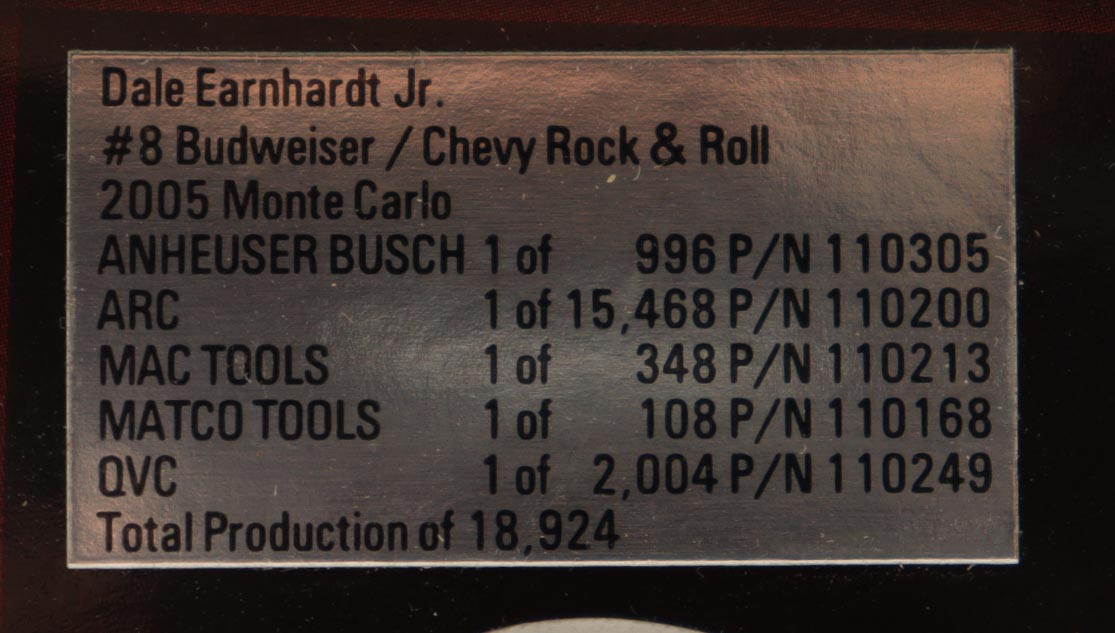 Dale Earnhardt Jr.
#8 Budweiser / Chevy Rock & Roll
2005 Monte Carlo
ANHEUSER BUSCH 1 of 996 P/N 110305
ARC 1 of 15,468 P/N 110200
MAC TOOLS 1 of 348 P/N 110213
MATCO TOOLS 1 of 108 P/N 110168
QVC 1 of 2,004 P/N 110249
Total Production of 18,924